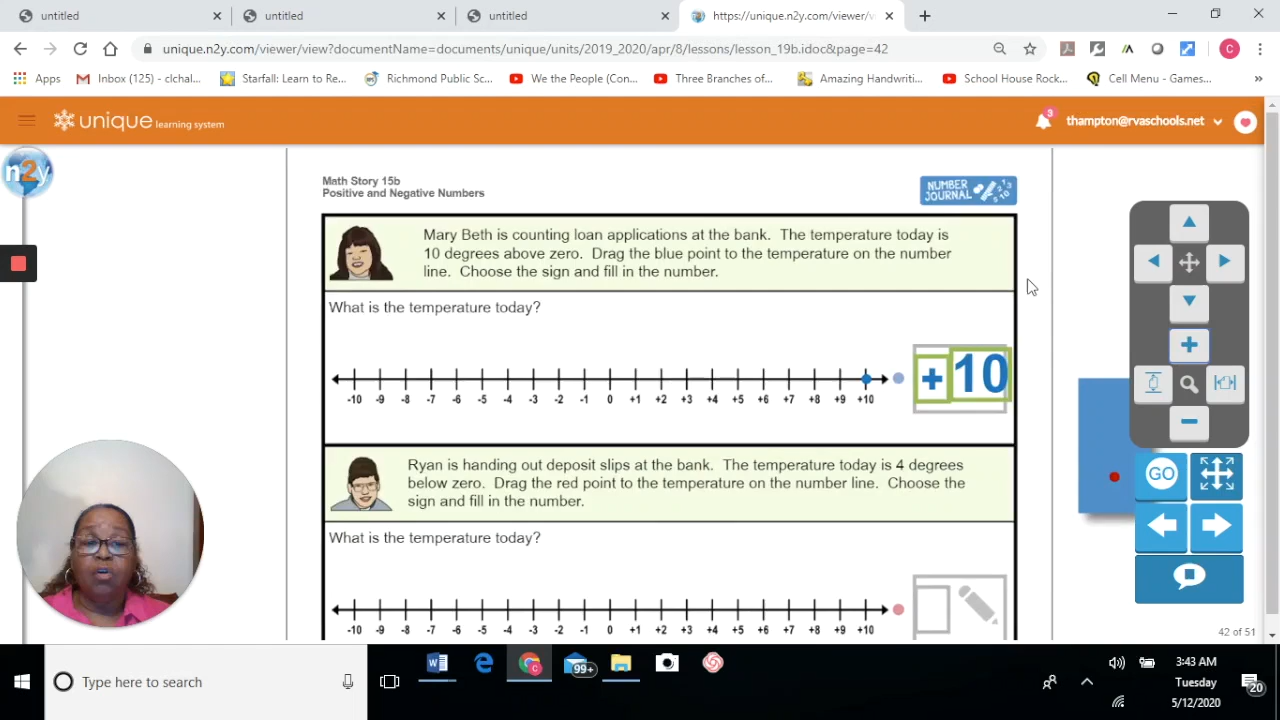 untitled
untitled
untitled
https://unique.n2y.com/viewer/v
unique.n2y.com/viewer/view?documentName=documents/unique/units/2019_2020/apr/8/lessons/lesson_19b.idoc&page=42
C
Apps
Inbox (125) - clchal...
Starfall: Learn to Re...
Richmond Public Sc...
We the People (Con...
Three Branches of...
Amazing Handwriti...
School House Rock...
Cell Menu - Games...
»
unique learning system
3
thampton@rvaschools.net
n2y
Math Story 15b
Positive and Negative Numbers
NUMBER
JOURNAL
Mary Beth is counting loan applications at the bank. The temperature today is
10 degrees above zero. Drag the blue point to the temperature on the number
line. Choose the sign and fill in the number.
What is the temperature today?
+ 10
-10 -9 -8 -7 -6 -5 -4 -3 -2 -1 0 +1 +2 +3 +4 +5 +6 +7 +8 +9 +10
Ryan is handing out deposit slips at the bank. The temperature today is 4 degrees
below zero. Drag the red point to the temperature on the number line. Choose the
sign and fill in the number.
What is the temperature today?
-10 -9 -8 -7 -6 -5 -4 -3 -2 -1 0 +1 +2 +3 +4 +5 +6 +7 +8 +9 +10
GO
42 of 51
Type here to search
99+
3:43 AM
Tuesday
5/12/2020
20